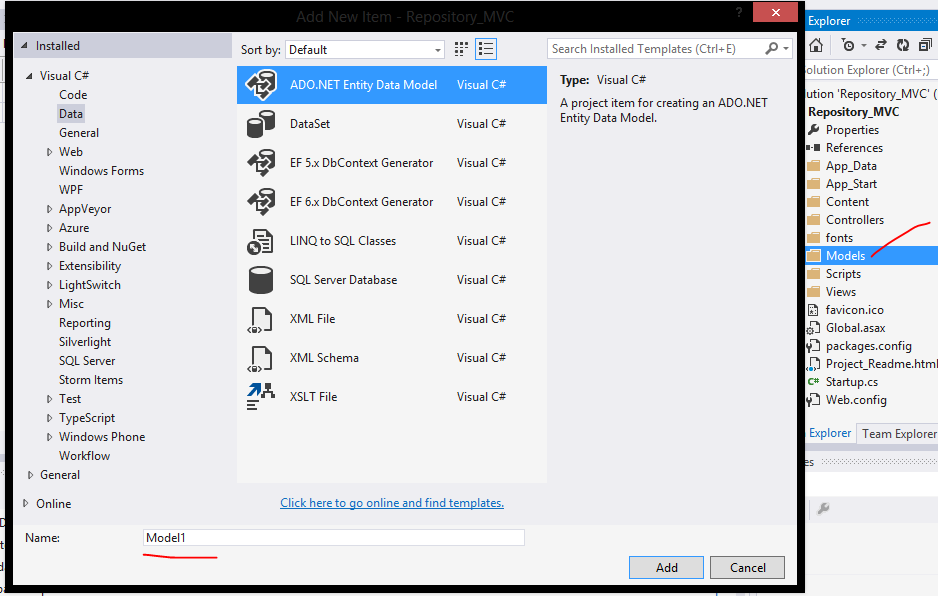 Add New Item - Repository_MVC
?
Installed
Sort by: Default
Search Installed Templates (Ctrl+E)
Visual C#
Code
Data
General
Web
Windows Forms
WPF
AppVeyor
Azure
Build and NuGet
Extensibility
LightSwitch
Misc
Reporting
Silverlight
SQL Server
Storm Items
Test
TypeScript
Windows Phone
Workflow
General
Online
ADO.NET Entity Data Model Visual C#
DataSet Visual C#
EF 5.x DbContext Generator Visual C#
EF 6.x DbContext Generator Visual C#
LINQ to SQL Classes Visual C#
SQL Server Database Visual C#
XML File Visual C#
XML Schema Visual C#
XSLT File Visual C#
Click here to go online and find templates.
Type: Visual C#
A project item for creating an ADO.NET
Entity Data Model.
Name: Model1
Add Cancel
Explorer
olution Explorer (Ctrl+;)
ution 'Repository_MVC' (
Repository_MVC
Properties
References
App_Data
App_Start
Content
Controllers
fonts
Models
Scripts
Views
favicon.ico
Global.asax
packages.config
Project_Readme.html
C# Startup.cs
Web.config
Explorer Team Explorer
es